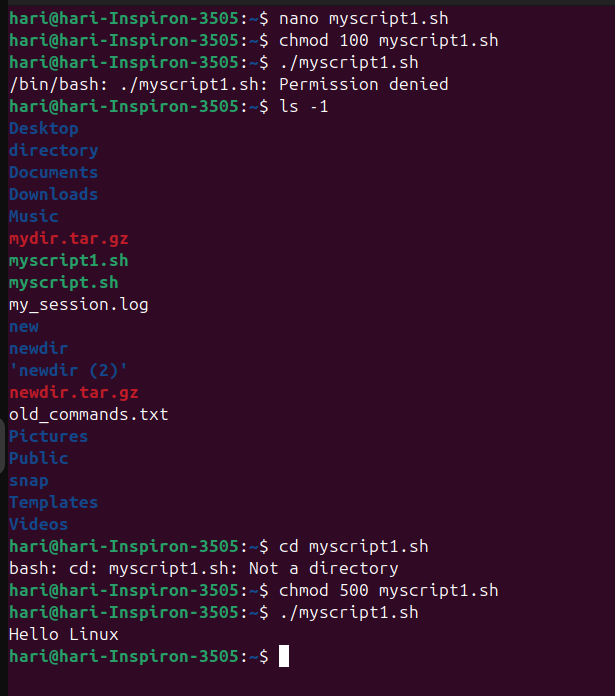 hari@hari-Inspiron-3505:~$ nano myscript1.sh
hari@hari-Inspiron-3505:~$ chmod 100 myscript1.sh
hari@hari-Inspiron-3505:~$ ./myscript1.sh
/bin/bash: ./myscript1.sh: Permission denied
hari@hari-Inspiron-3505:~$ ls -1
Desktop
directory
Documents
Downloads
Music
mydir.tar.gz
myscript1.sh
myscript.sh
my_session.log
new
newdir
'newdir (2)'
newdir.tar.gz
old_commands.txt
Pictures
Public
snap
Templates
Videos
hari@hari-Inspiron-3505:~$ cd myscript1.sh
bash: cd: myscript1.sh: Not a directory
hari@hari-Inspiron-3505:~$ chmod 500 myscript1.sh
hari@hari-Inspiron-3505:~$ ./myscript1.sh
Hello Linux
hari@hari-Inspiron-3505:~$